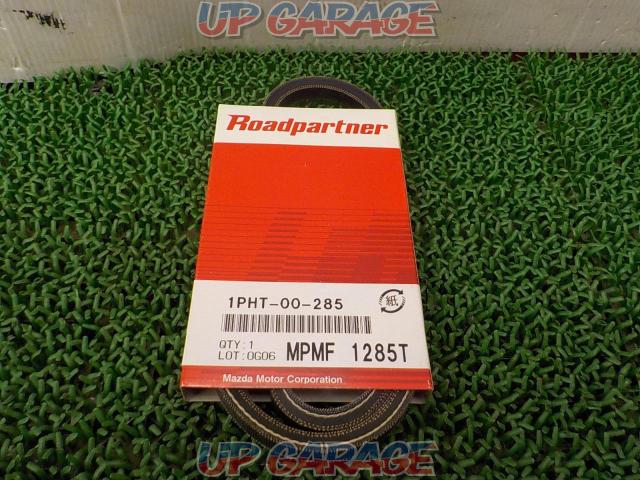 UP GARAGE
Roadpartner
1PHT-00-285
紙
QTY:1
LOT:0G06 MPMF 1285T
Mazda Motor Corporation
UP GARAGE